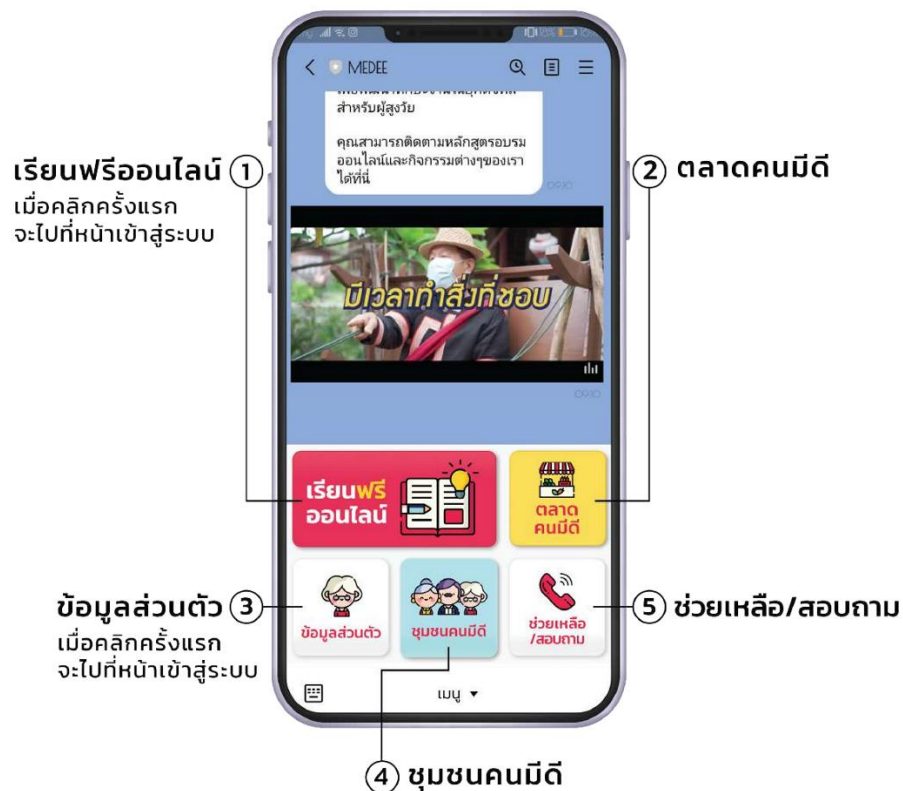 MEDEE
สำหรับผู้สูงวัย
คุณสามารถติดตามหลักสูตรอบรม
ออนไลน์และกิจกรรมต่างๆของเรา
ได้ที่นี่
เรียนฟรีออนไลน์ 1
เมื่อคลิกครั้งแรก
จะไปที่หน้าเข้าสู่ระบบ
2 ตลาดคนมีดี
มีเวลาทำสิ่งที่ชอบ
เรียนฟรี
ออนไลน์
ตลาด
คนมีดี
ข้อมูลส่วนตัว 3
เมื่อคลิกครั้งแรก
จะไปที่หน้าเข้าสู่ระบบ
ข้อมูลส่วนตัว
ชุมชนคนมีดี
ช่วยเหลือ
/สอบถาม
5 ช่วยเหลือ/สอบถาม
เมนู
4 ชุมชนคนมีดี